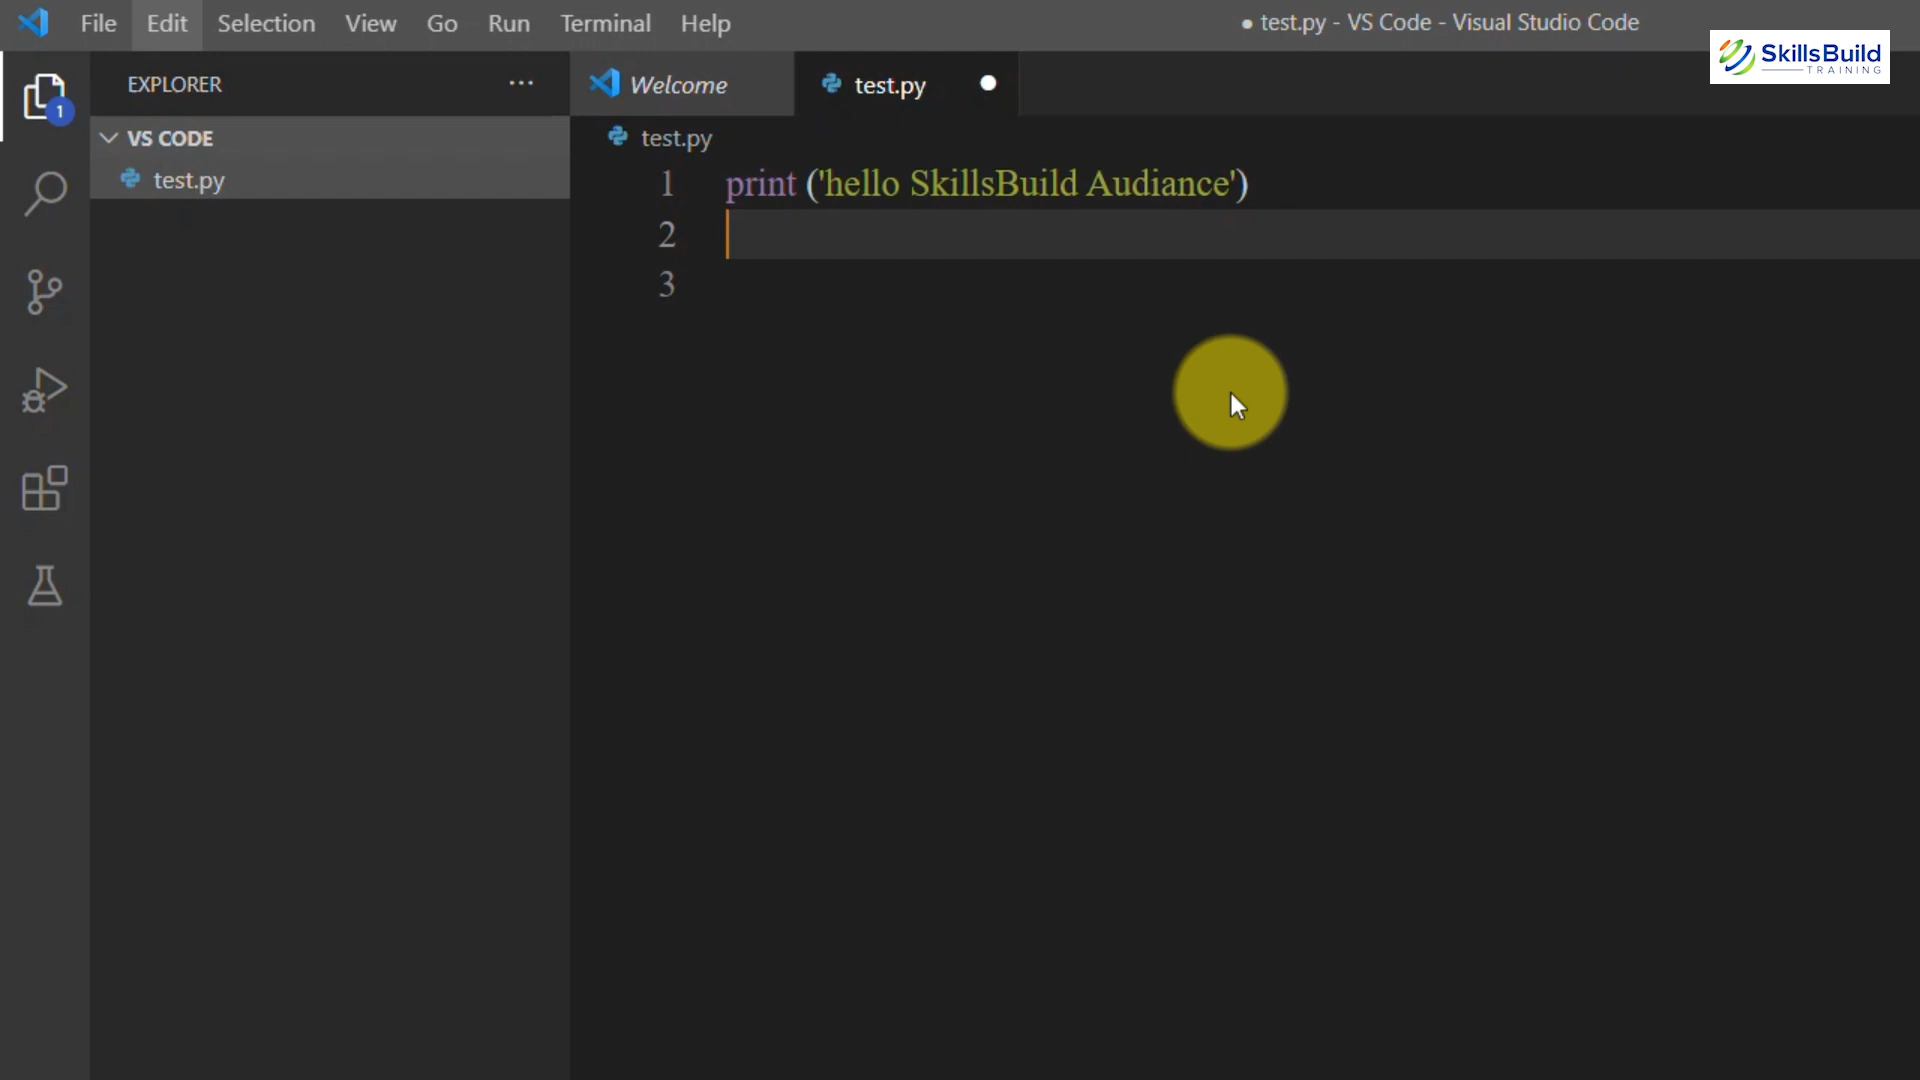 File Edit Selection View Go Run Terminal Help
● test.py - VS Code - Visual Studio Code
SkillsBuild
TRAINING
EXPLORER ···
Welcome
test.py ●
1
VS CODE
test.py
test.py
1 print ('hello SkillsBuild Audiance')
2
3